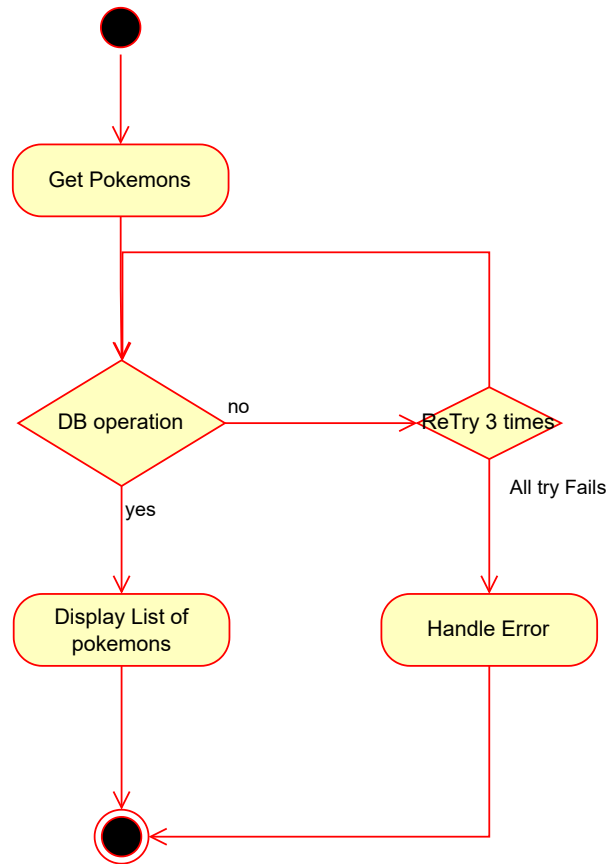 Get Pokemons
DB operation
no
ReTry 3 times
All try Fails
yes
Display List of
pokemons
Handle Error